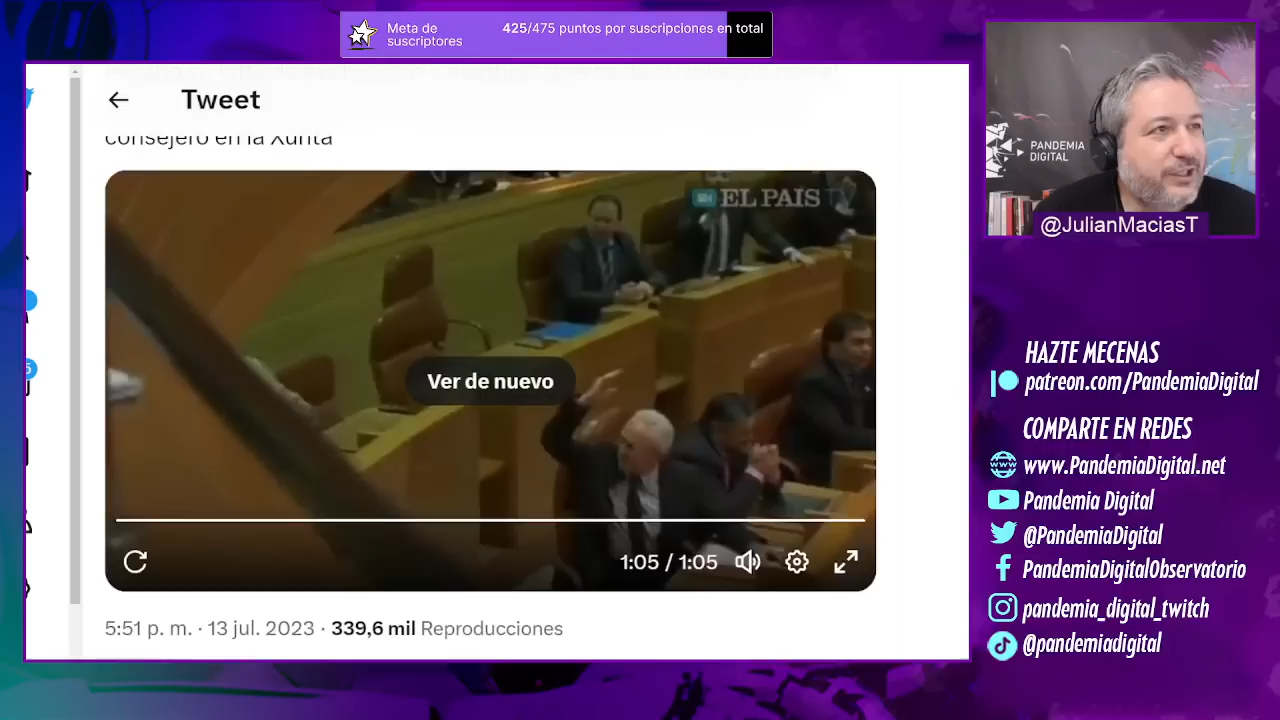 Meta de
suscriptores
425/475 puntos por suscripciones en total
Tweet
consejero en la Xunta
EL PAÍS
Ver de nuevo
1:05 / 1:05
5:51 p. m. · 13 jul. 2023 · 339,6 mil Reproducciones
PANDEMIA
DIGITAL
@JulianMaciasT
HAZTE MECENAS
patreon.com/PandemiaDigital
COMPARTE EN REDES
www
www.PandemiaDigital.net
Pandemia Digital
@PandemiaDigital
PandemiaDigitalObservatorio
pandemia_digital_twitch
@pandemiadigital